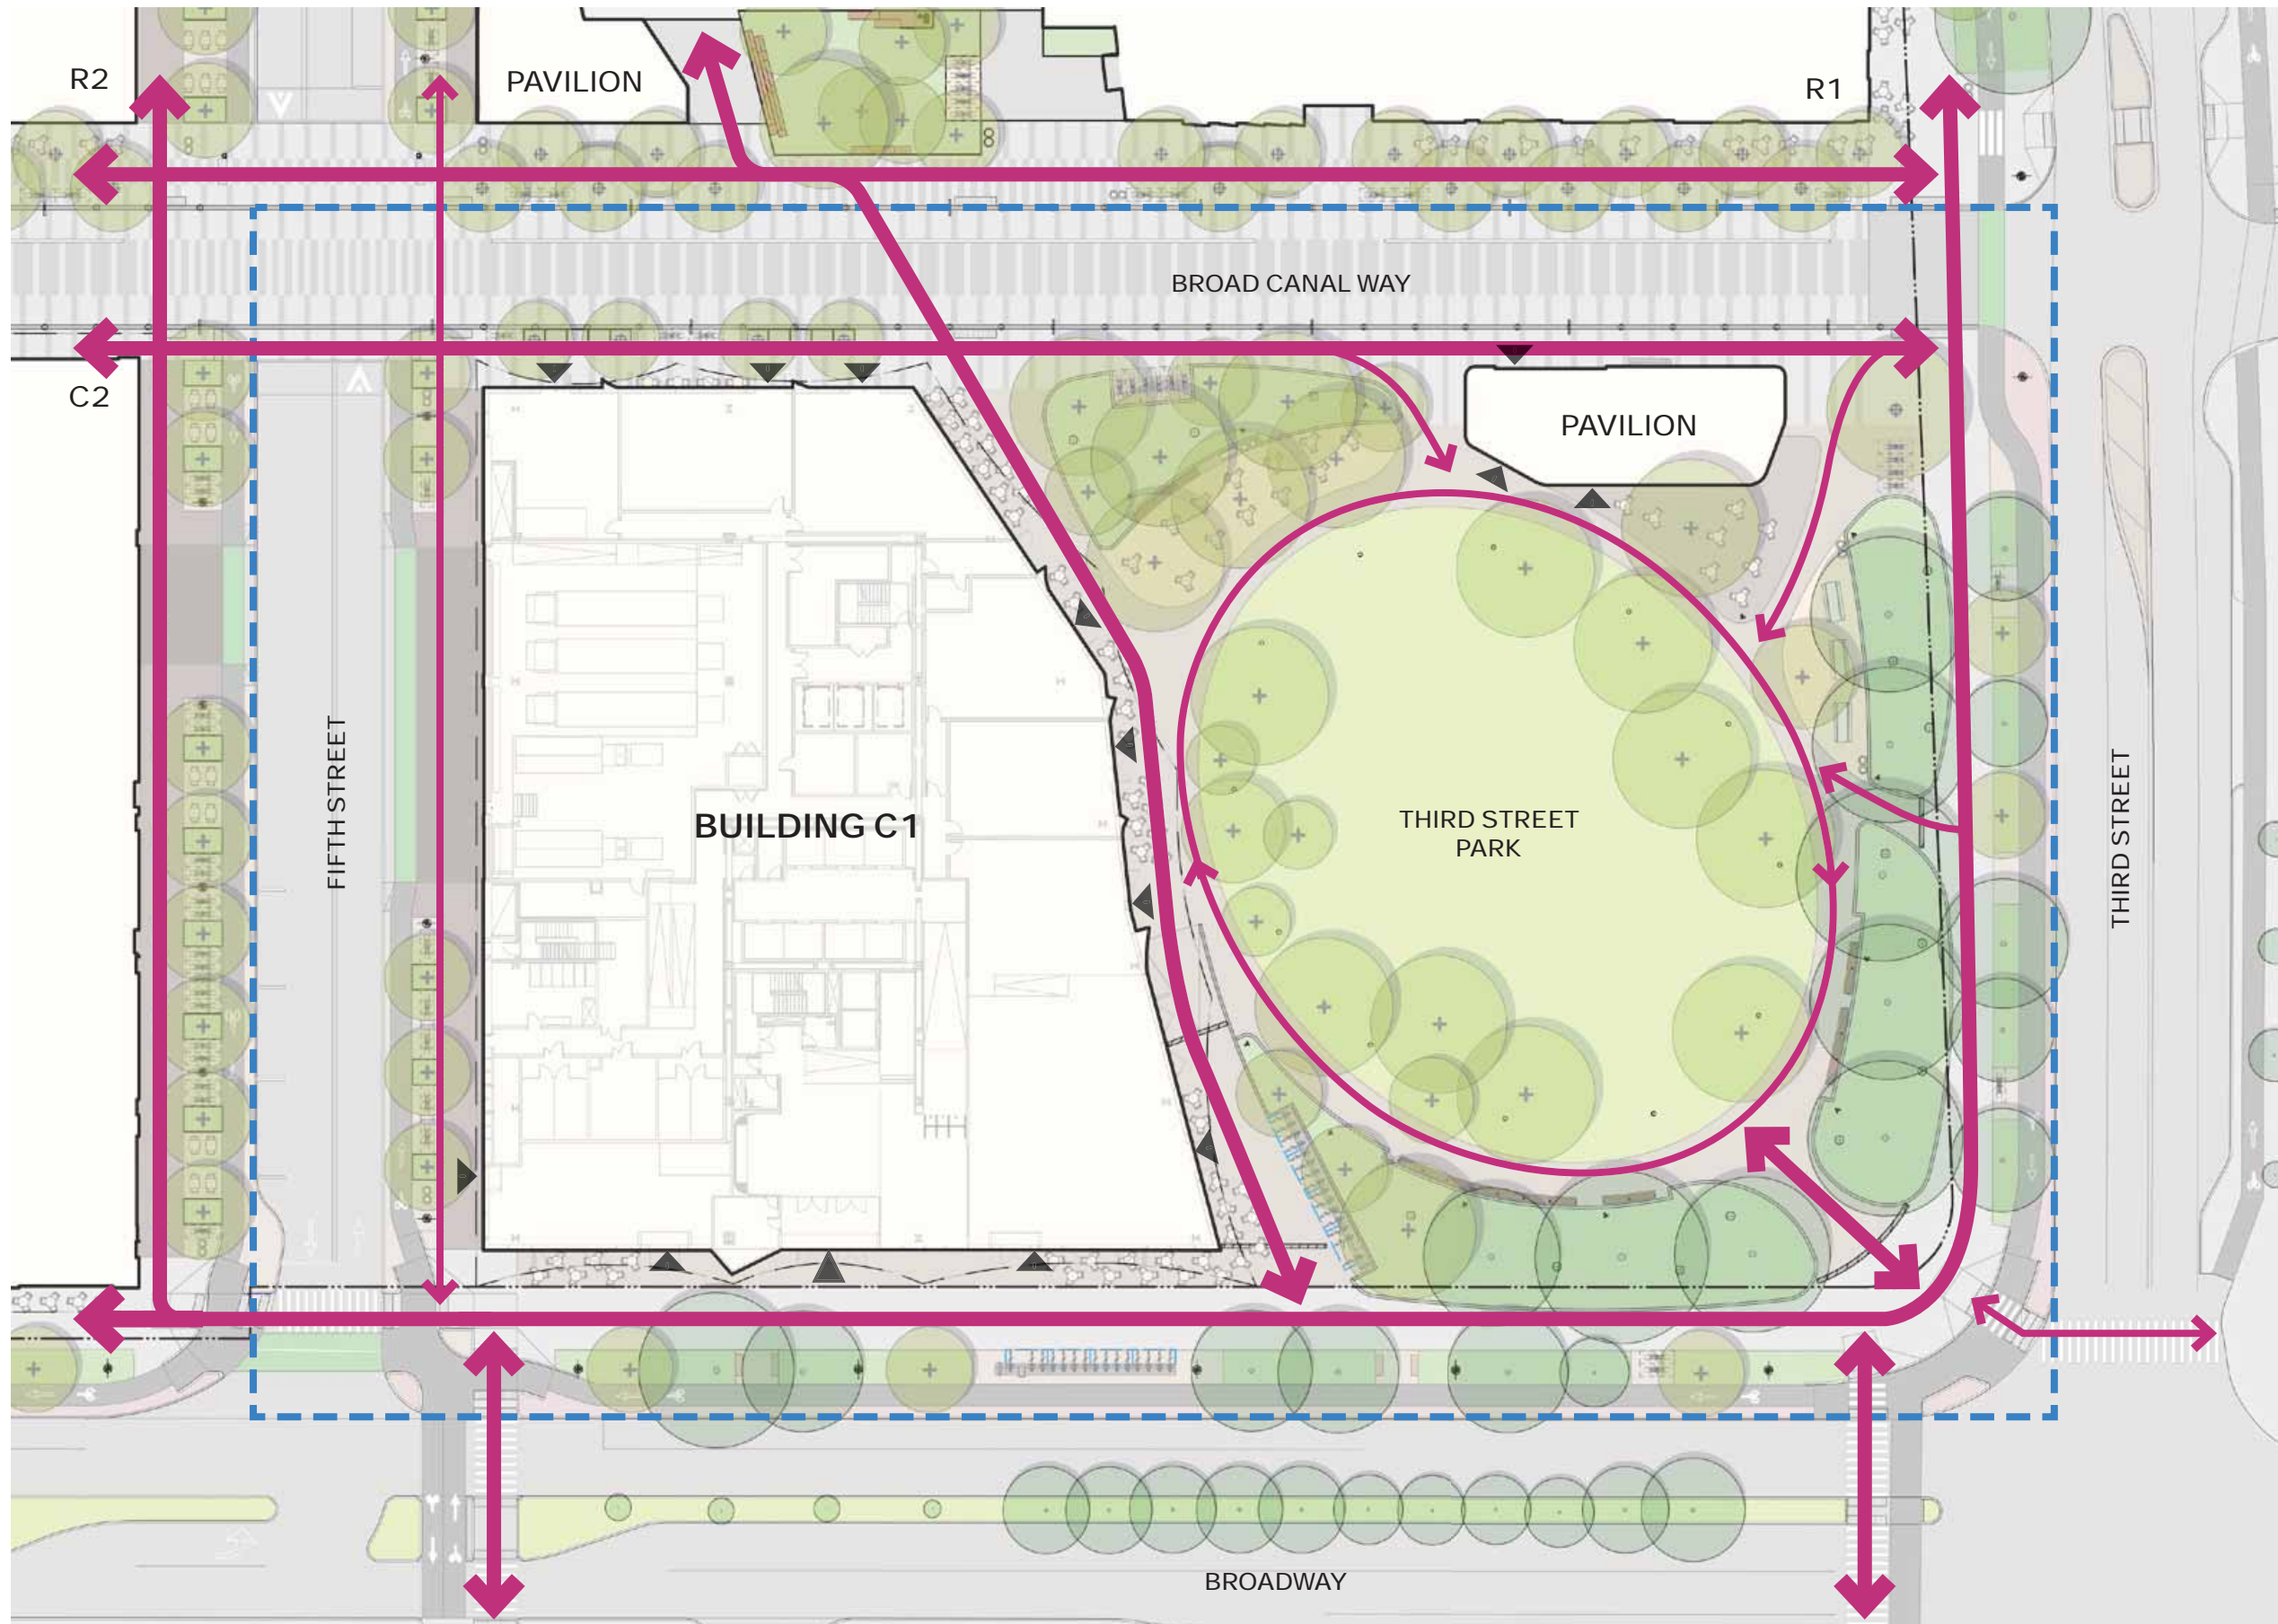 R2
PAVILION
R1
BROAD CANAL WAY
C2
PAVILION
FIFTH STREET
BUILDING C1
THIRD STREET
PARK
THIRD STREET
BROADWAY